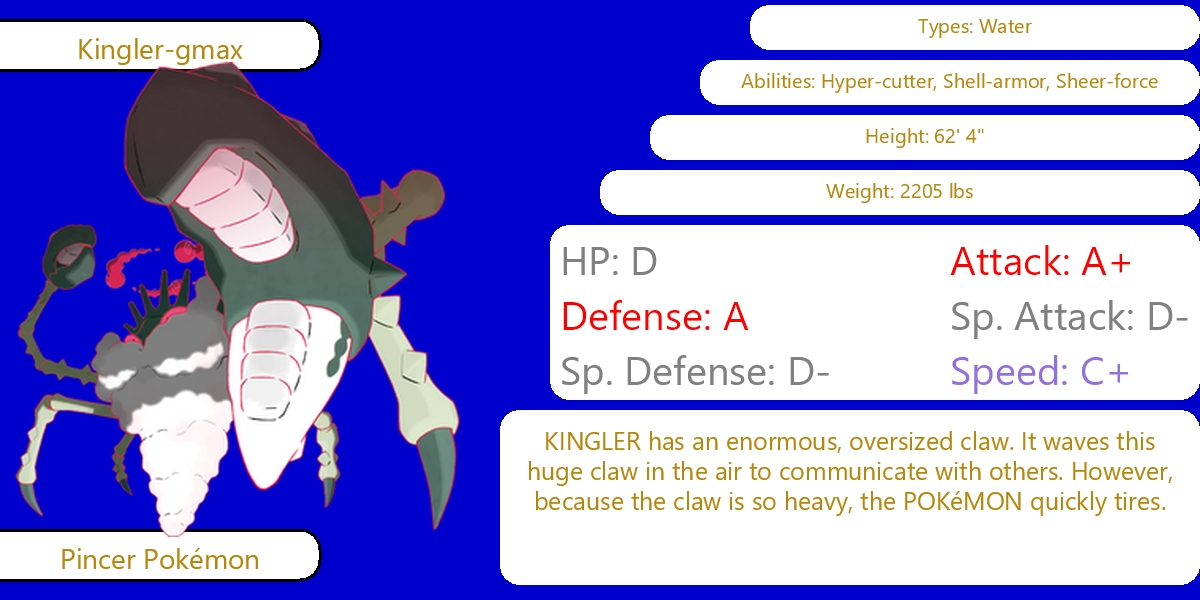 Kingler-gmax
Pincer Pokémon
Types: Water
Abilities: Hyper-cutter, Shell-armor, Sheer-force
Height: 62' 4"
Weight: 2205 lbs
HP: D
Attack: A+
Defense: A
Sp. Attack: D-
Sp. Defense: D-
Speed: C+
KINGLER has an enormous, oversized claw. It waves this
huge claw in the air to communicate with others. However,
because the claw is so heavy, the POKéMON quickly tires.